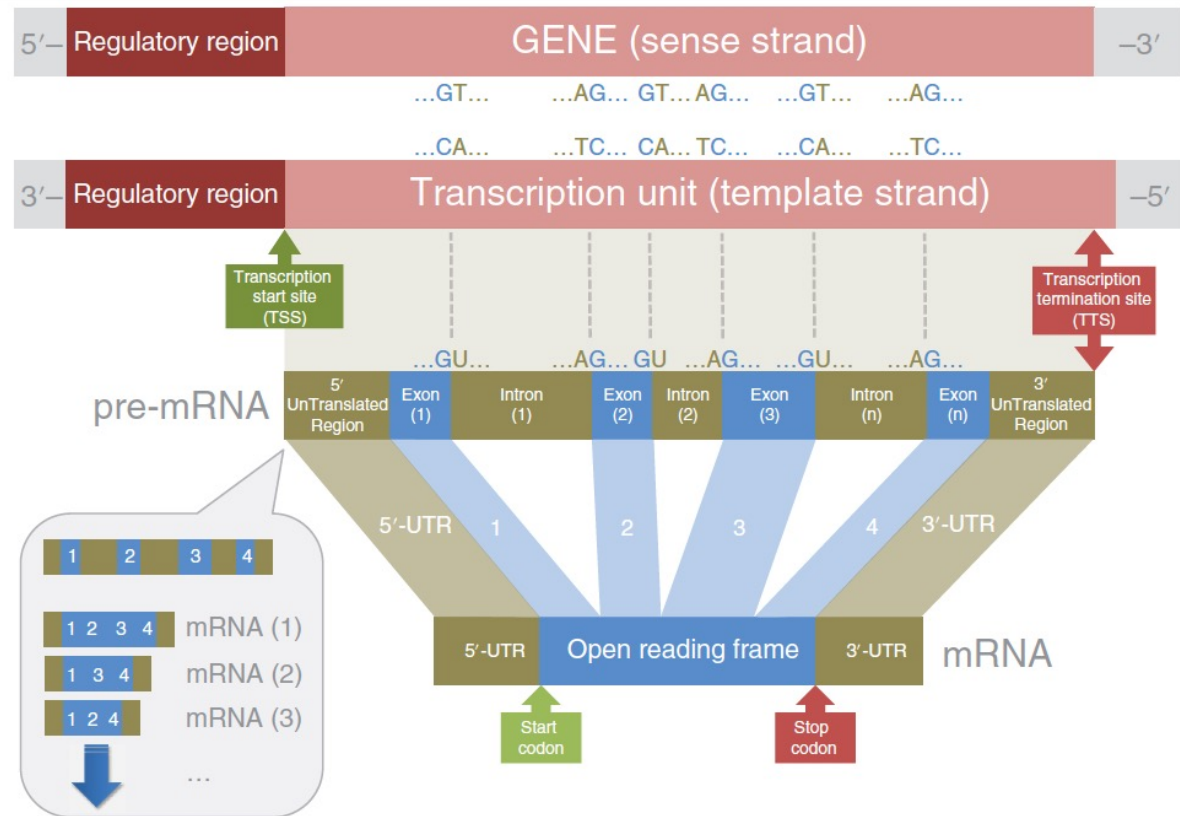 5′– Regulatory region GENE (sense strand) –3′
...GT... ...AG... GT... AG... ...GT... ...AG...
...CA... ...TC... CA... TC... ...CA... ...TC...
3′– Regulatory region Transcription unit (template strand) –5′
Transcription
start site
(TSS)
Transcription
termination site
(TTS)
...GU... ...AG... GU ...AG... ...GU... ...AG...
pre-mRNA
5′
UnTranslated
Region
Exon
(1)
Intron
(1)
Exon
(2)
Intron
(2)
Exon
(3)
Intron
(n)
Exon
(n)
3′
UnTranslated
Region
5′-UTR 1 2 3 4 3′-UTR
1 2 3 4
1 2 3 4 mRNA (1)
1 3 4 mRNA (2)
1 2 4 mRNA (3)
...
5′-UTR Open reading frame 3′-UTR mRNA
Start
codon
Stop
codon